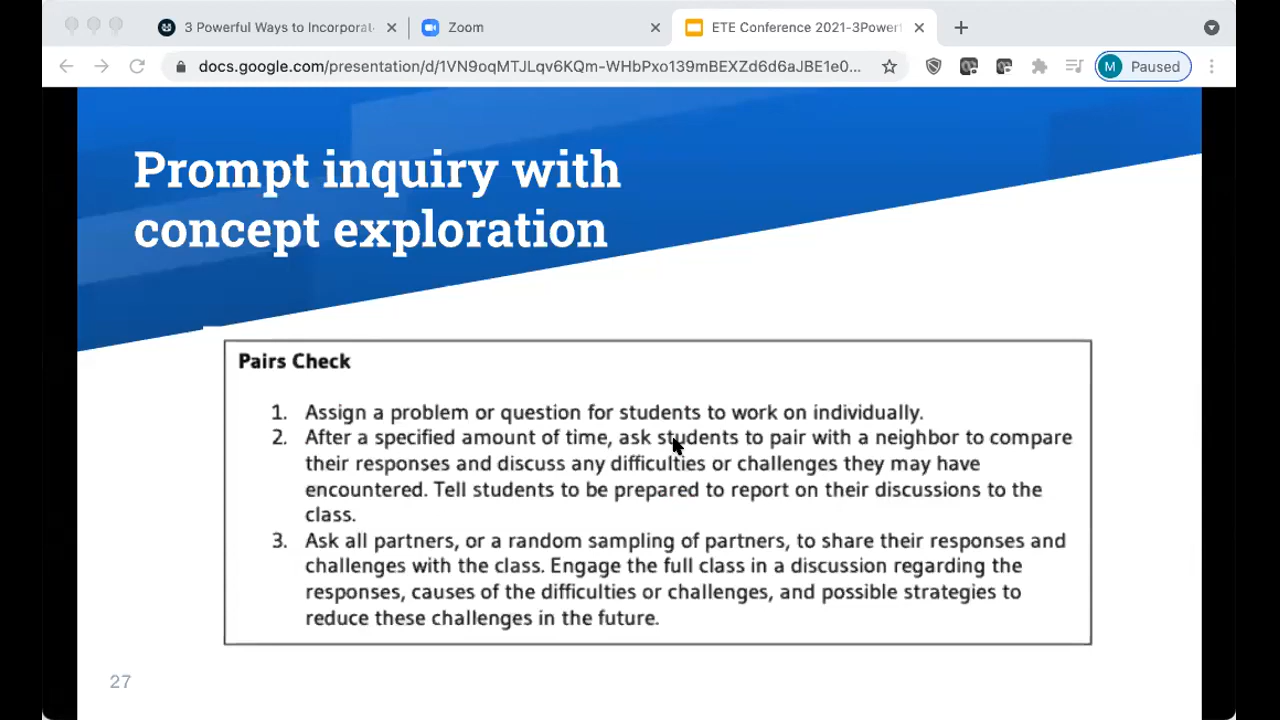 3 Powerful Ways to Incorporat
Zoom
ETE Conference 2021-3Powerf
docs.google.com/presentation/d/1VN9oqMTJLqv6KQm-WHbPxo139mBEXZd6d6aJBE1e0...
M
Paused
Prompt inquiry with
concept exploration
Pairs Check
1. Assign a problem or question for students to work on individually.
2. After a specified amount of time, ask students to pair with a neighbor to compare
their responses and discuss any difficulties or challenges they may have
encountered. Tell students to be prepared to report on their discussions to the
class.
3. Ask all partners, or a random sampling of partners, to share their responses and
challenges with the class. Engage the full class in a discussion regarding the
responses, causes of the difficulties or challenges, and possible strategies to
reduce these challenges in the future.
27